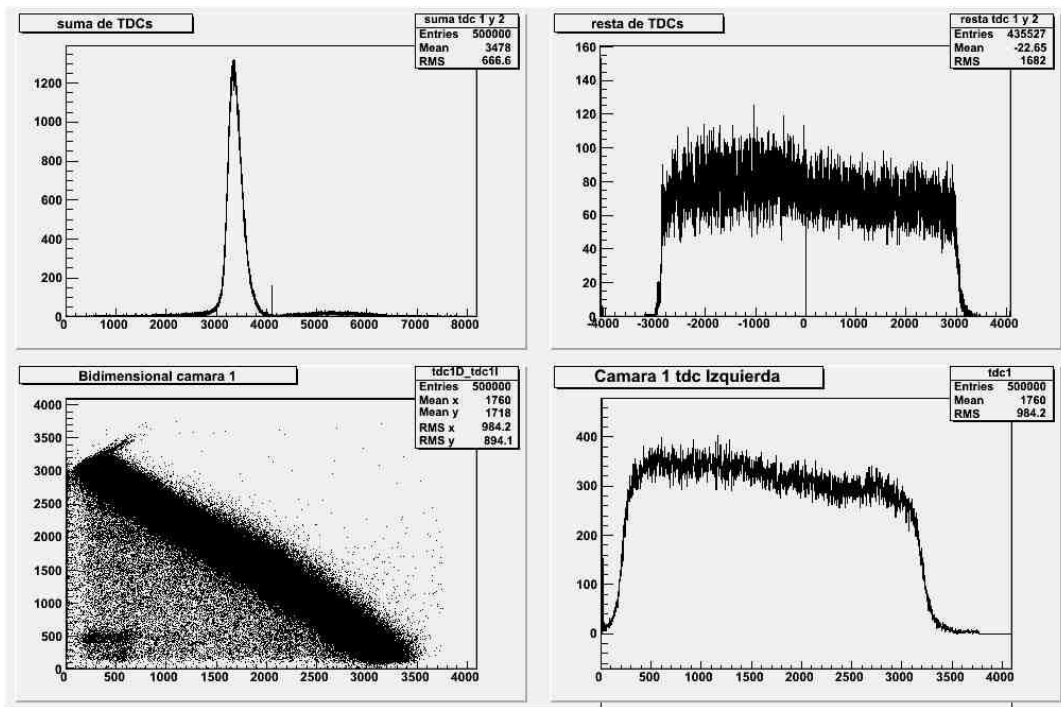 suma de TDCs
suma tdc 1 y 2
Entries 500000
Mean 3478
RMS 666.6
1200
1000
800
600
400
200
0
0 1000 2000 3000 4000 5000 6000 7000 8000
resta de TDCs
resta tdc 1 y 2
Entries 435527
Mean -22.65
RMS 1682
160
140
120
100
80
60
40
20
0
-4000 -3000 -2000 -1000 0 1000 2000 3000 4000
Bidimensional camara 1
tdc1D_tdc1I
Entries 500000
Mean x 1760
Mean y 1718
RMS x 984.2
RMS y 894.1
4000
3500
3000
2500
2000
1500
1000
500
0
0 500 1000 1500 2000 2500 3000 3500 4000
Camara 1 tdc Izquierda
tdc1
Entries 500000
Mean 1760
RMS 984.2
400
300
200
300
0
0 500 1000 1500 2000 2500 3000 3500 4000